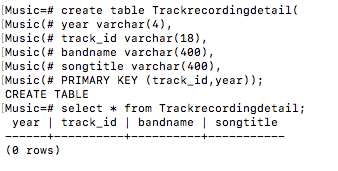 [Music=# create table Trackrecordingdetail(
[Music(# year varchar(4),
[Music(# track_id varchar(18),
[Music(# bandname varchar(400),
[Music(# songtitle varchar(400),
[Music(# PRIMARY KEY (track_id,year));
CREATE TABLE
[Music=# select * from Trackrecordingdetail;
year | track_id | bandname | songtitle
------+----------+----------+-----------
(0 rows)